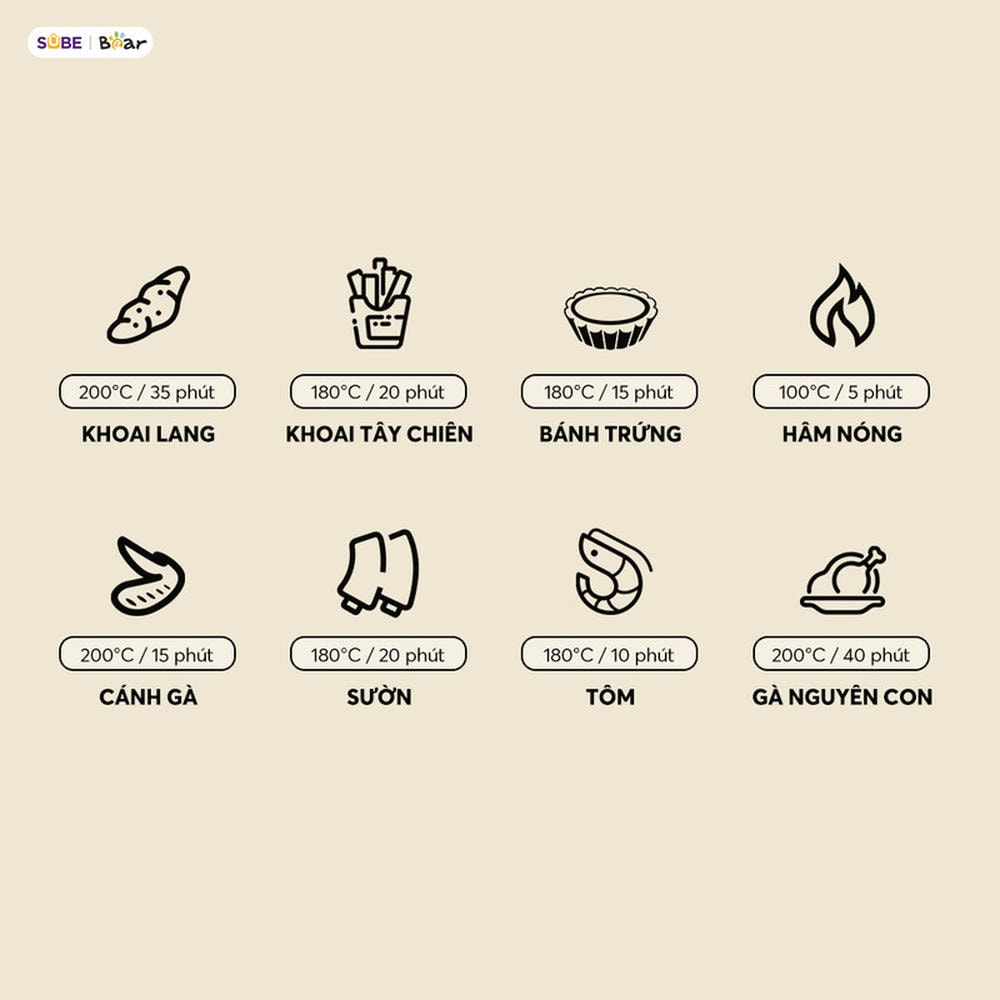 SUBE | Bear
200°C / 35 phút
KHOAI LANG
180°C / 20 phút
KHOAI TÂY CHIÊN
180°C / 15 phút
BÁNH TRỨNG
100°C / 5 phút
HÂM NÓNG
200°C / 15 phút
CÁNH GÀ
180°C / 20 phút
SƯỜN
180°C / 10 phút
TÔM
200°C / 40 phút
GÀ NGUYÊN CON